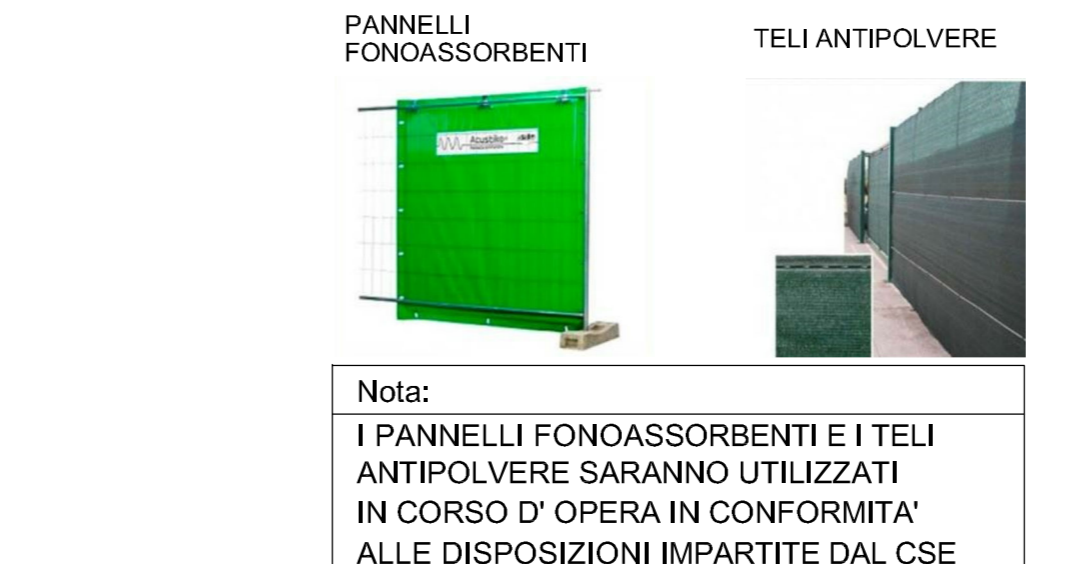 PANNELLI
FONOASSORBENTI
TELI ANTIPOLVERE
Acustiko
Nota:
I PANNELLI FONOASSORBENTI E I TELI
ANTIPOLVERE SARANNO UTILIZZATI
IN CORSO D' OPERA IN CONFORMITA'
ALLE DISPOSIZIONI IMPARTITE DAL CSE